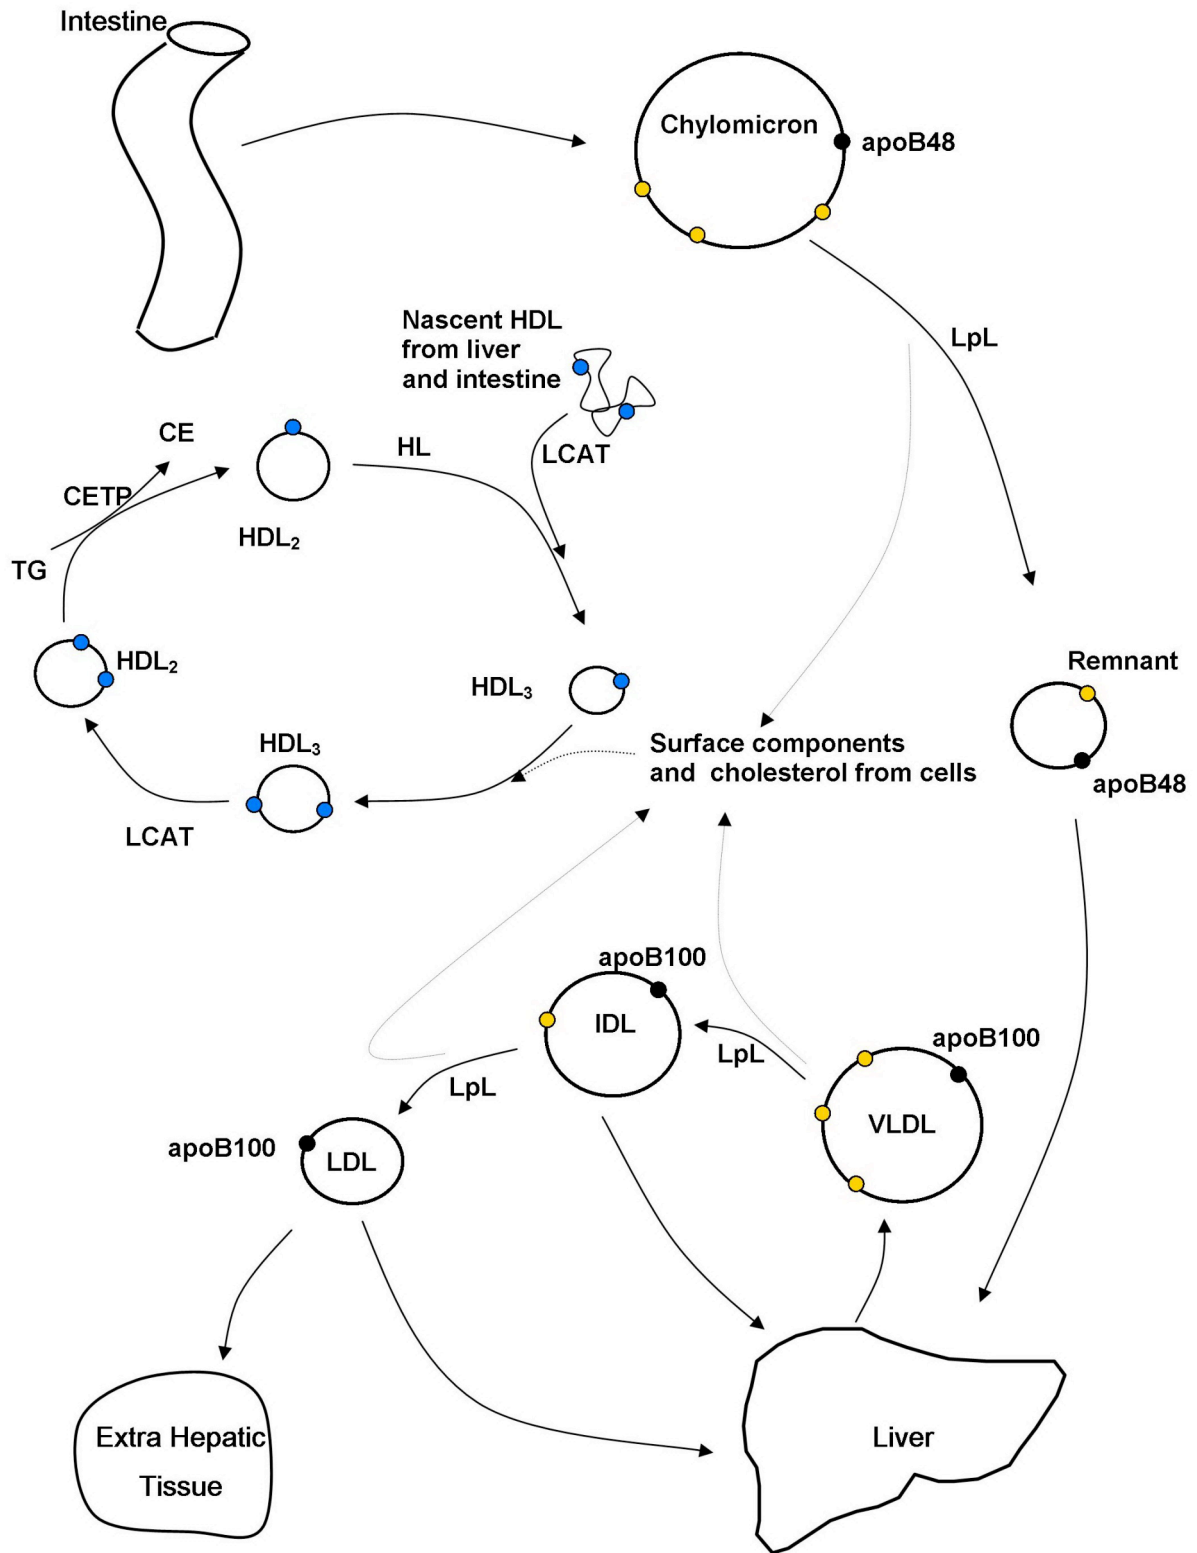 Intestine
Chylomicron
apoB48
Nascent HDL
from liver
and intestine
LpL
CE
HL
LCAT
CETP
HDL₂
TG
HDL₂
HDL₃
Remnant
HDL₃
Surface components
and cholesterol from cells
apoB48
LCAT
apoB100
IDL
apoB100
LpL
LpL
VLDL
apoB100
LDL
Extra Hepatic
Tissue
Liver